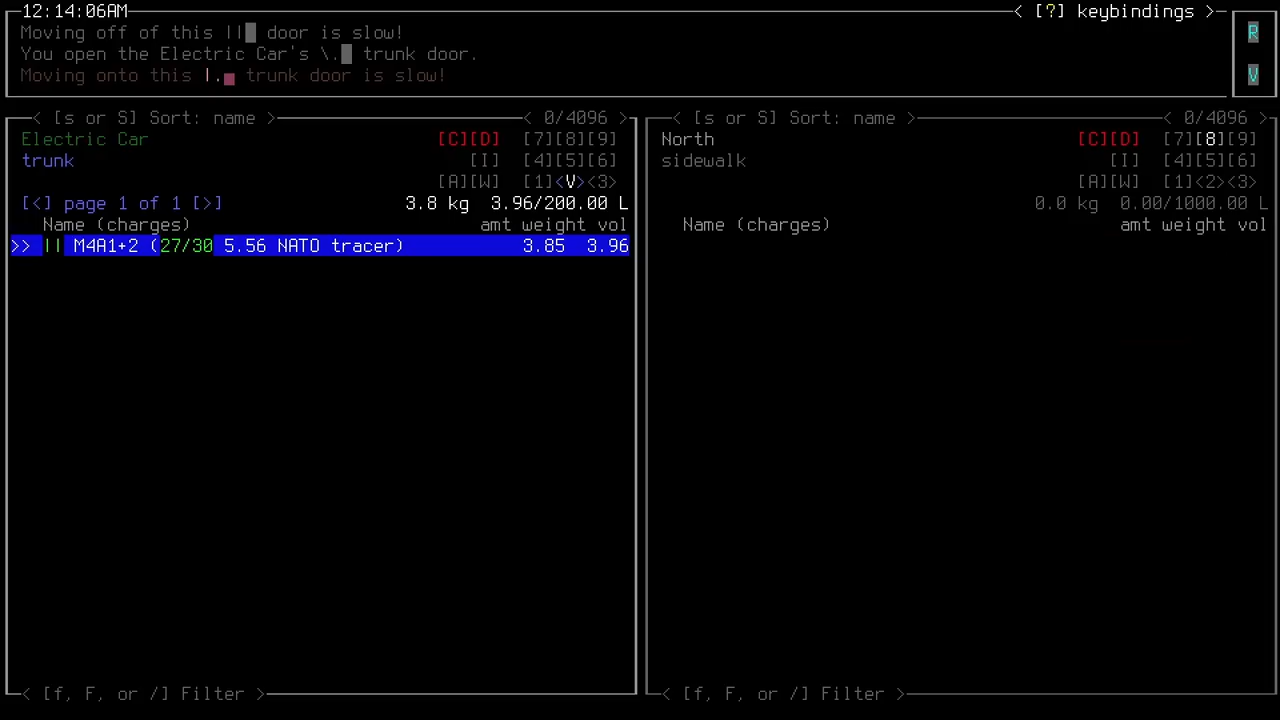 12:14:06AM < [?] keybindings >
Moving off of this || door is slow! R
You open the Electric Car's \. trunk door.
Moving onto this |. trunk door is slow! V
< [s or S] Sort: name > < 0/4096 >
Electric Car [C][D] [7][8][9]
trunk [I] [4][5][6]
[A][W] [1]<V><3>
[<] page 1 of 1 [>] 3.8 kg 3.96/200.00 L
Name (charges) amt weight vol
>> || M4A1+2 (27/30 5.56 NATO tracer) 3.85 3.96
< [f, F, or /] Filter >
< [s or S] Sort: name > < 0/4096 >
North [C][D] [7][8][9]
sidewalk [I] [4][5][6]
[A][W] [1]<2><3>
0.0 kg 0.00/1000.00 L
Name (charges) amt weight vol
< [f, F, or /] Filter >